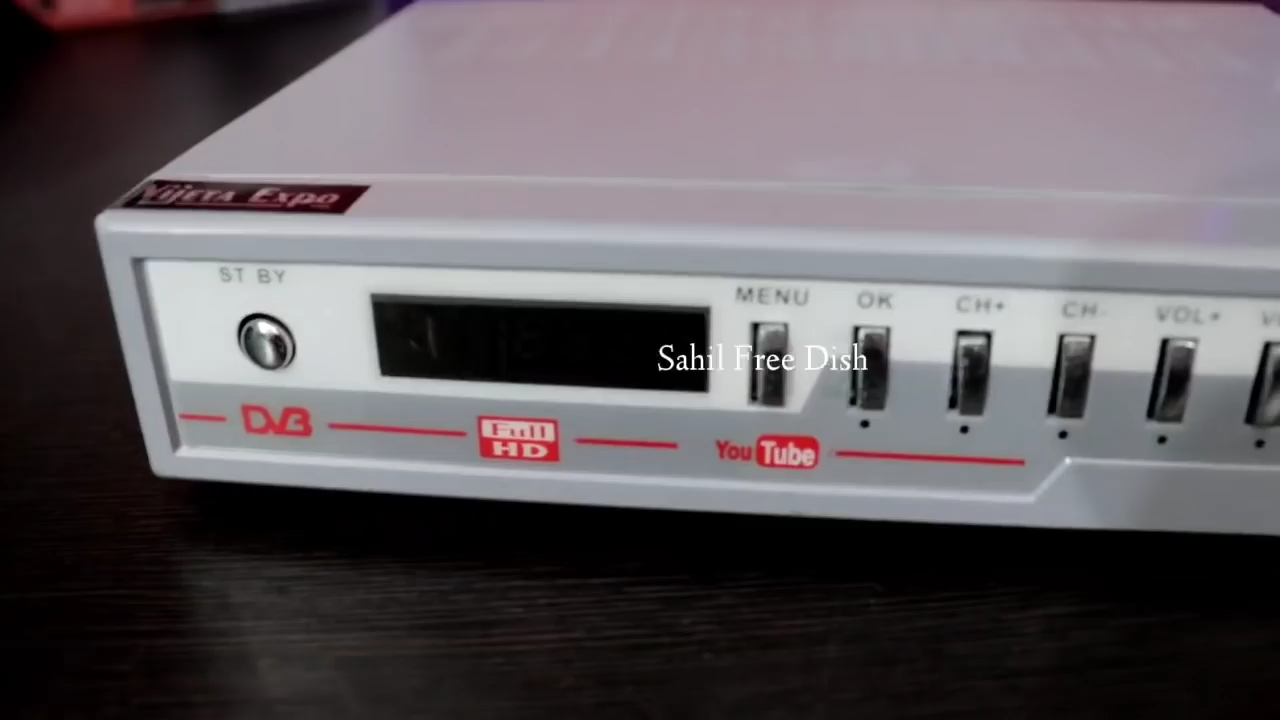 Vijeta Expo
ST BY
MENU
OK
CH+
CH-
VOL+
Sahil Free Dish
DVB
Full
HD
YouTube